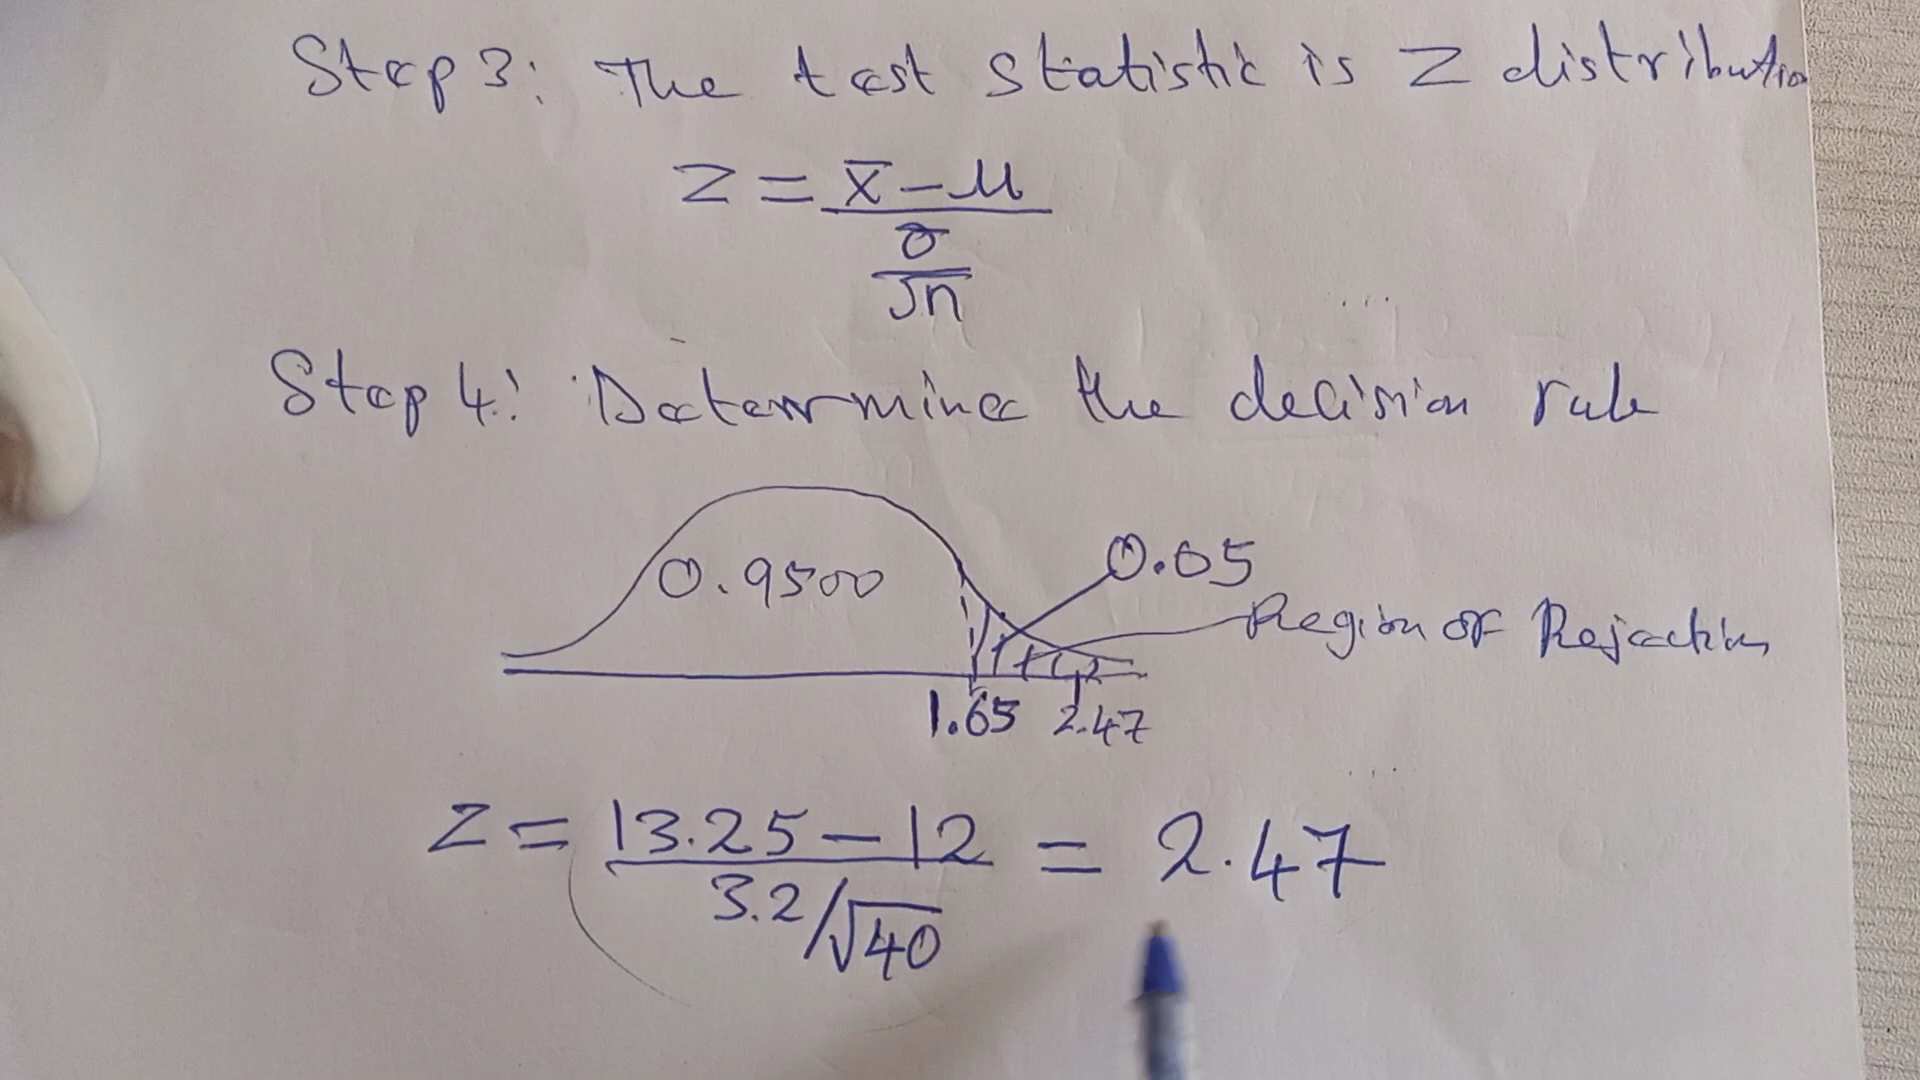 Step 3: The test statistic is Z distribution
Z = x̄ - μ
σ
√n
Step 4: Determine the decision rule
0.9500
0.05
Region of Rejection
1.65 2.47
Z = 13.25 - 12 = 2.47
3.2/√40